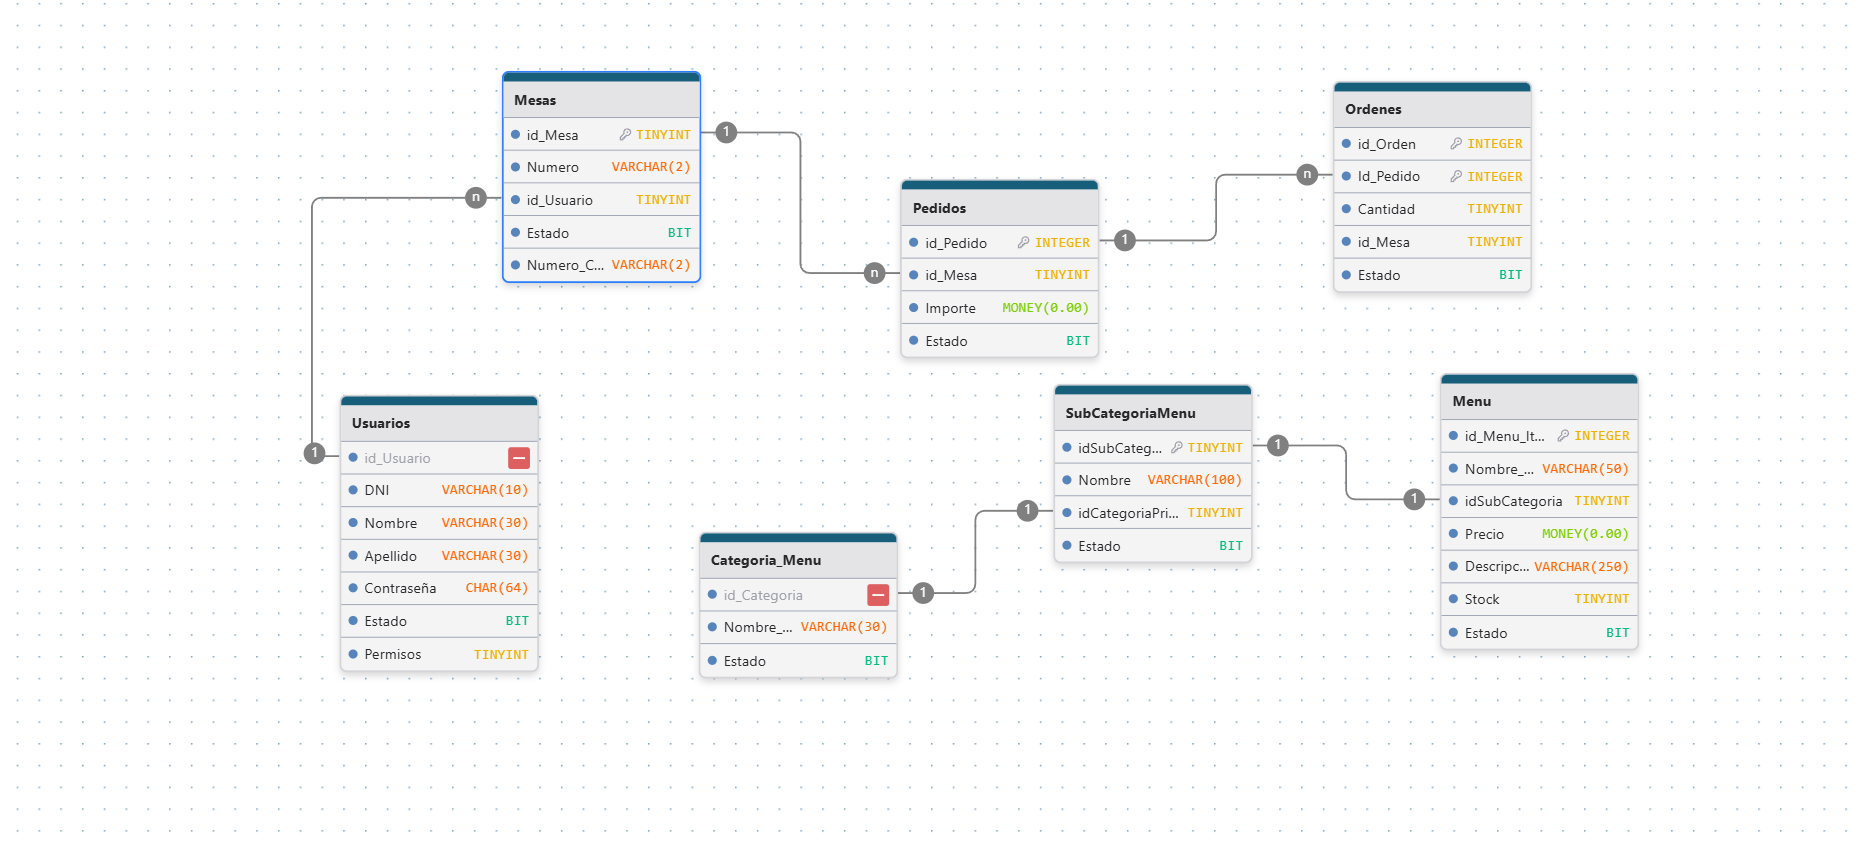 Mesas
id_Mesa TINYINT
Numero VARCHAR(2)
id_Usuario TINYINT
Estado BIT
Numero_C... VARCHAR(2)
1
n
n
1
Pedidos
id_Pedido INTEGER
id_Mesa TINYINT
Importe MONEY(0.00)
Estado BIT
1
n
Ordenes
id_Orden INTEGER
Id_Pedido INTEGER
Cantidad TINYINT
id_Mesa TINYINT
Estado BIT
Usuarios
id_Usuario
DNI VARCHAR(10)
Nombre VARCHAR(30)
Apellido VARCHAR(30)
Contraseña CHAR(64)
Estado BIT
Permisos TINYINT
Categoria_Menu
id_Categoria
Nombre_... VARCHAR(30)
Estado BIT
1
1
SubCategoriaMenu
idSubCateg... TINYINT
Nombre VARCHAR(100)
idCategoriaPri... TINYINT
Estado BIT
1
1
Menu
id_Menu_It... INTEGER
Nombre_... VARCHAR(50)
idSubCategoria TINYINT
Precio MONEY(0.00)
Descripc... VARCHAR(250)
Stock TINYINT
Estado BIT